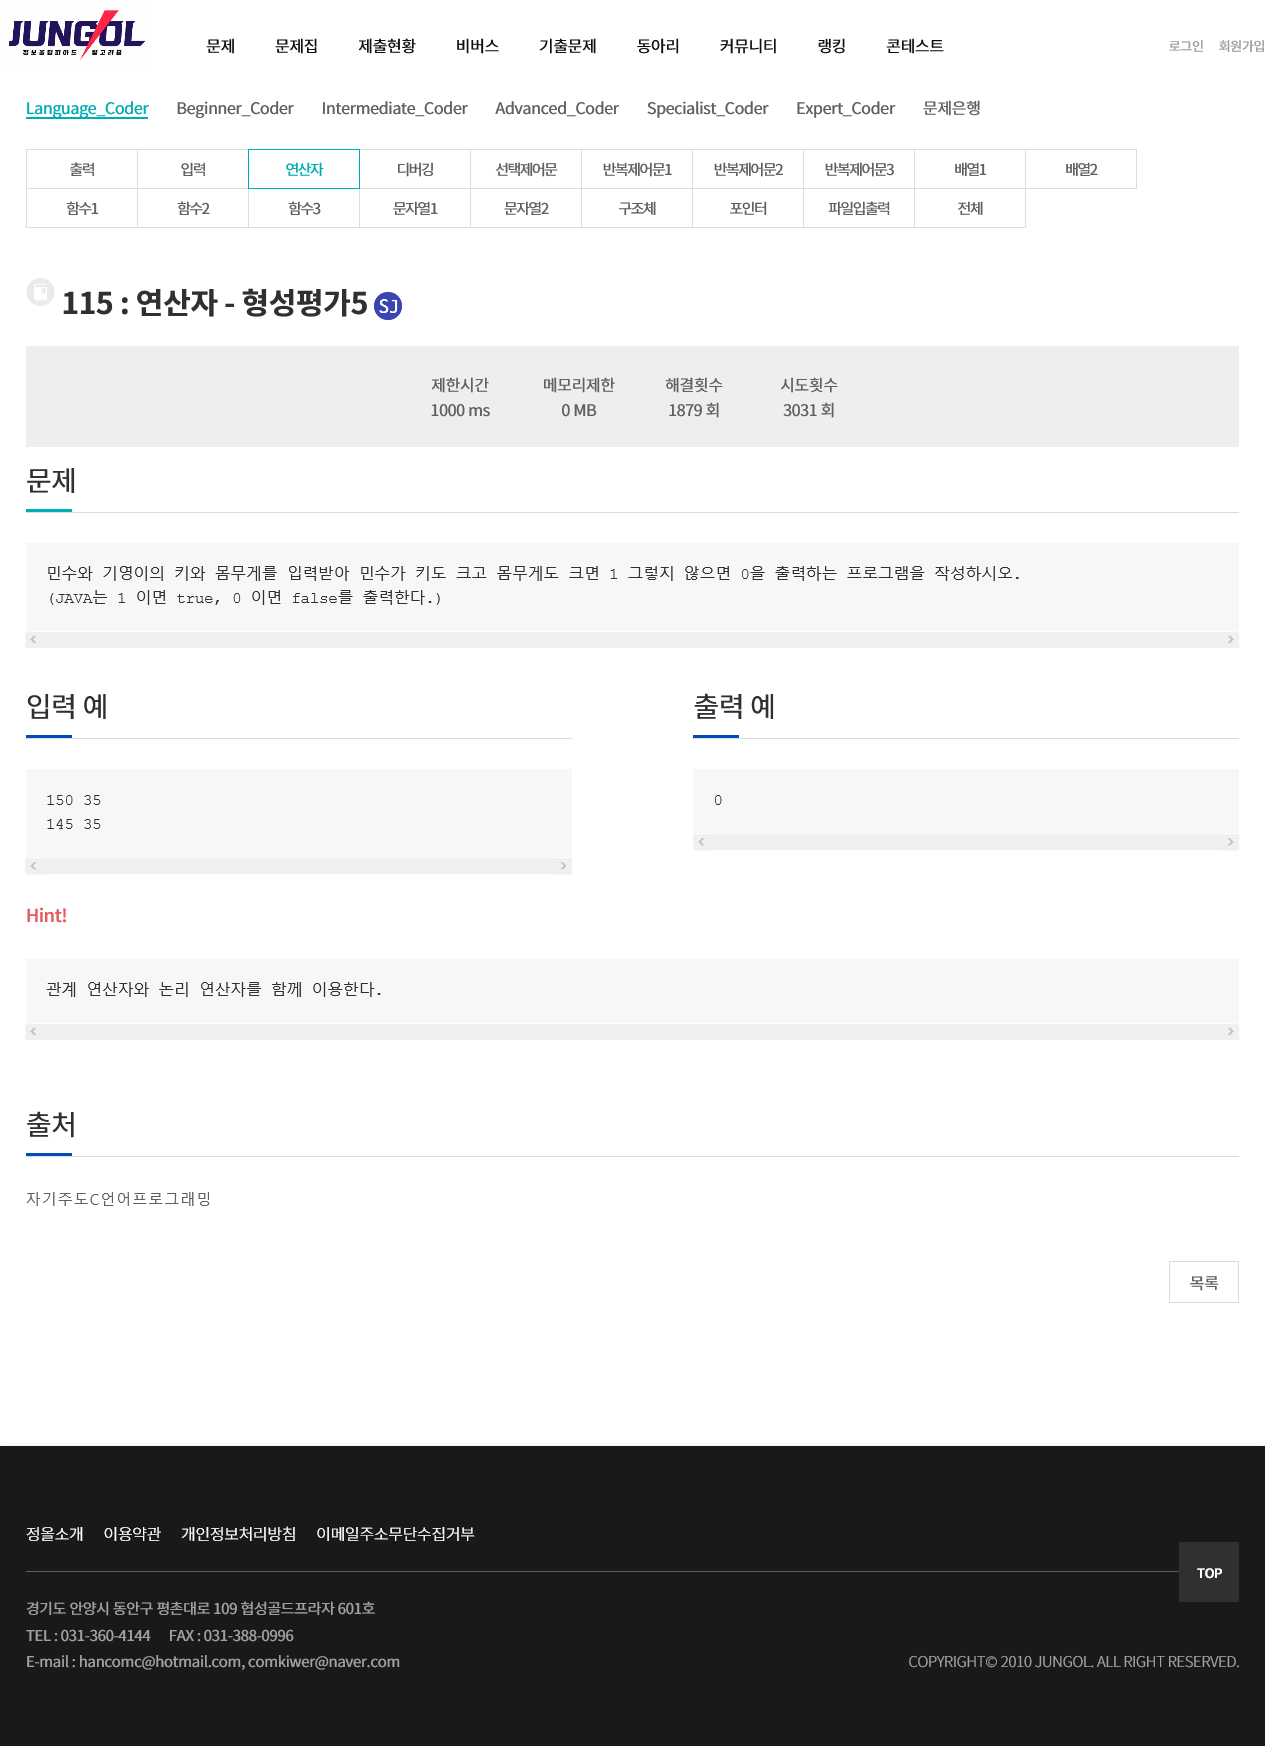 JUNGOL
정보올림피아드 알고리즘
문제 문제집 제출현황 비버스 기출문제 동아리 커뮤니티 랭킹 콘테스트 로그인 회원가입
Language_Coder Beginner_Coder Intermediate_Coder Advanced_Coder Specialist_Coder Expert_Coder 문제은행
출력 입력 연산자 디버깅 선택제어문 반복제어문1 반복제어문2 반복제어문3 배열1 배열2
함수1 함수2 함수3 문자열1 문자열2 구조체 포인터 파일입출력 전체
115 : 연산자 - 형성평가5 SJ
제한시간 메모리제한 해결횟수 시도횟수
1000 ms 0 MB 1879 회 3031 회
문제
민수와 기영이의 키와 몸무게를 입력받아 민수가 키도 크고 몸무게도 크면 1 그렇지 않으면 0을 출력하는 프로그램을 작성하시오.
(JAVA는 1 이면 true, 0 이면 false를 출력한다.)
입력 예
150 35
145 35
출력 예
0
Hint!
관계 연산자와 논리 연산자를 함께 이용한다.
출처
자기주도C언어프로그래밍
목록
정올소개 이용약관 개인정보처리방침 이메일주소무단수집거부
TOP
경기도 안양시 동안구 평촌대로 109 협성골드프라자 601호
TEL : 031-360-4144 FAX : 031-388-0996
E-mail : hancomc@hotmail.com, comkiwer@naver.com
COPYRIGHT© 2010 JUNGOL. ALL RIGHT RESERVED.